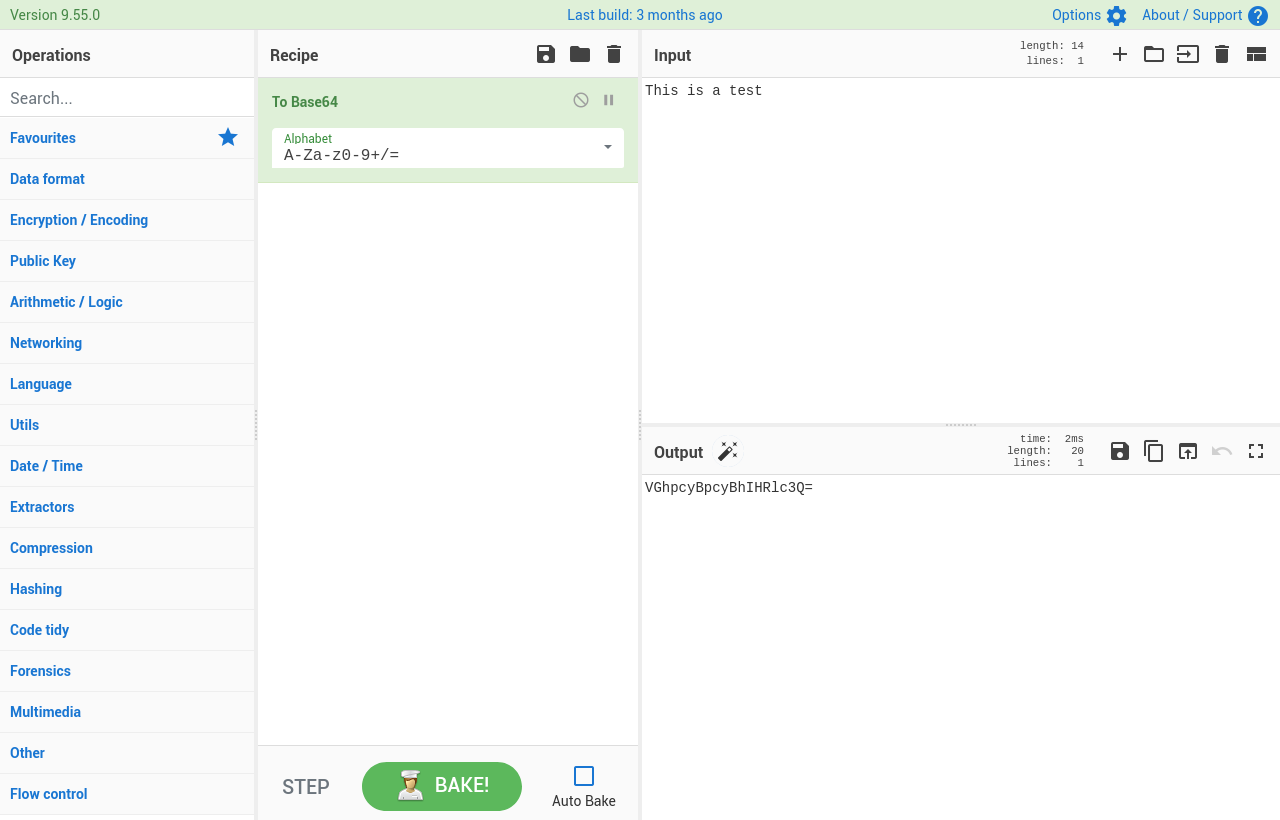 Version 9.55.0
Last build: 3 months ago
Options
About / Support
Operations
Search...
Favourites
Data format
Encryption / Encoding
Public Key
Arithmetic / Logic
Networking
Language
Utils
Date / Time
Extractors
Compression
Hashing
Code tidy
Forensics
Multimedia
Other
Flow control
Recipe
To Base64
Alphabet
A-Za-z0-9+/=
STEP
BAKE!
Auto Bake
Input
length: 14
lines: 1
This is a test
Output
time: 2ms
length: 20
lines: 1
VGhpcyBpcyBhIHRlc3Q=